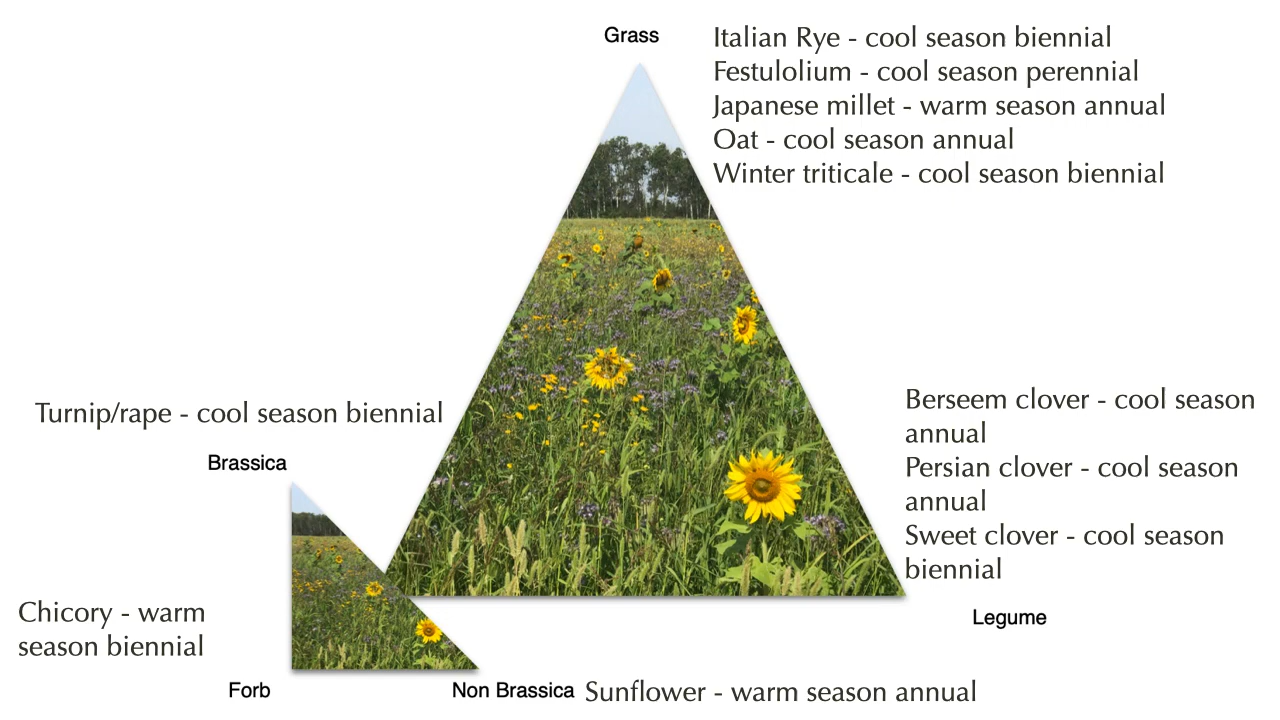 Grass
Italian Rye - cool season biennial
Festulolium - cool season perennial
Japanese millet - warm season annual
Oat - cool season annual
Winter triticale - cool season biennial
Turnip/rape - cool season biennial
Brassica
Berseem clover - cool season
annual
Persian clover - cool season
annual
Sweet clover - cool season
biennial
Legume
Chicory - warm
season biennial
Forb
Non Brassica
Sunflower - warm season annual